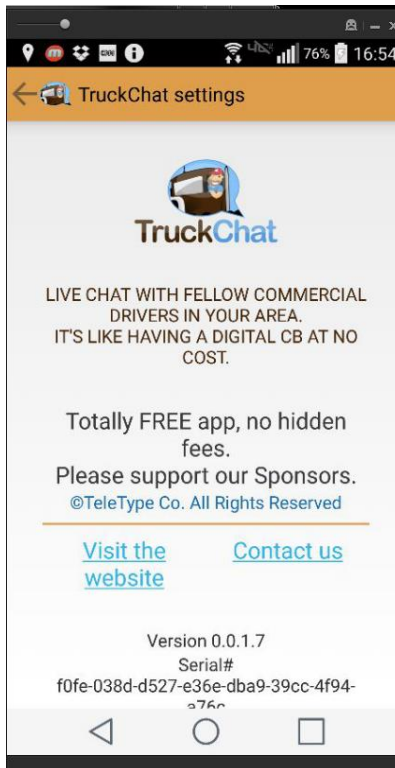 76% 16:54
TruckChat settings
TruckChat
LIVE CHAT WITH FELLOW COMMERCIAL
DRIVERS IN YOUR AREA.
IT'S LIKE HAVING A DIGITAL CB AT NO
COST.
Totally FREE app, no hidden
fees.
Please support our Sponsors.
©TeleType Co. All Rights Reserved
Visit the Contact us
website
Version 0.0.1.7
Serial#
f0fe-038d-d527-e36e-dba9-39cc-4f94-
a76c